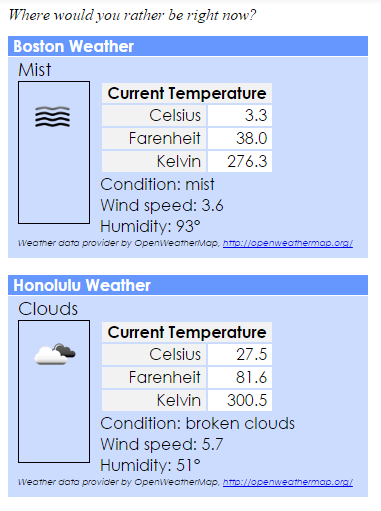 Where would you rather be right now?
Boston Weather
Mist
Current Temperature
Celsius 3.3
Farenheit 38.0
Kelvin 276.3
Condition: mist
Wind speed: 3.6
Humidity: 93°
Weather data provider by OpenWeatherMap, http://openweathermap.org/
Honolulu Weather
Clouds
Current Temperature
Celsius 27.5
Farenheit 81.6
Kelvin 300.5
Condition: broken clouds
Wind speed: 5.7
Humidity: 51°
Weather data provider by OpenWeatherMap, http://openweathermap.org/